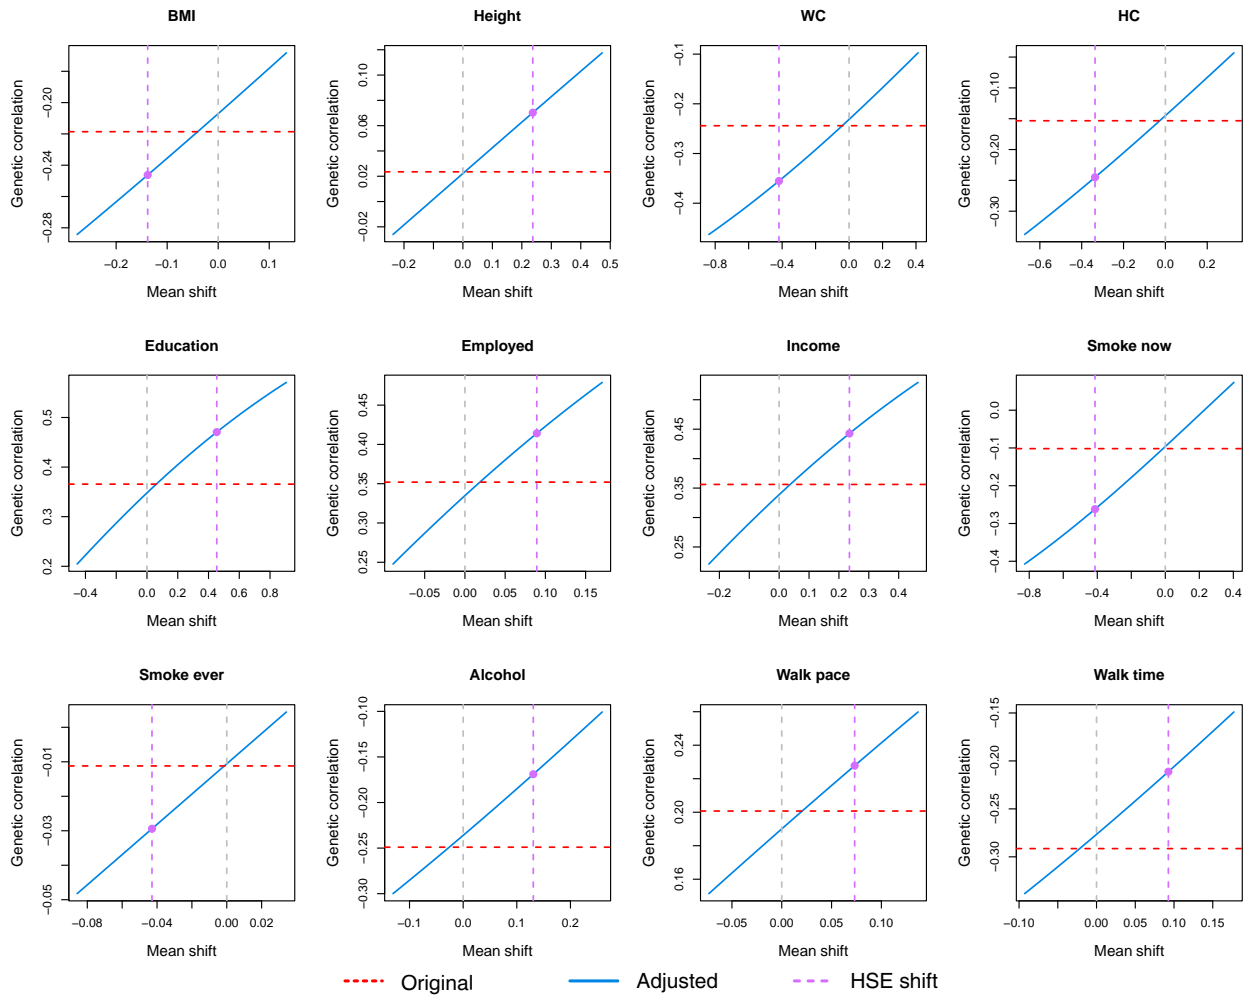 BMI
Genetic correlation
−0.28 −0.24 −0.20
−0.2 −0.1 0.0 0.1
Mean shift
Height
Genetic correlation
−0.02 0.02 0.06 0.10
−0.2 0.0 0.1 0.2 0.3 0.4 0.5
Mean shift
WC
Genetic correlation
−0.4 −0.3 −0.2 −0.1
−0.8 −0.4 0.0 0.2 0.4
Mean shift
HC
Genetic correlation
−0.30 −0.20 −0.10
−0.6 −0.4 −0.2 0.0 0.2
Mean shift
Education
Genetic correlation
0.2 0.3 0.4 0.5
−0.4 0.0 0.2 0.4 0.6 0.8
Mean shift
Employed
Genetic correlation
0.25 0.30 0.35 0.40 0.45
−0.05 0.00 0.05 0.10 0.15
Mean shift
Income
Genetic correlation
0.25 0.35 0.45
−0.2 0.0 0.1 0.2 0.3 0.4
Mean shift
Smoke now
Genetic correlation
−0.4 −0.3 −0.2 −0.1 0.0
−0.8 −0.4 0.0 0.2 0.4
Mean shift
Smoke ever
Genetic correlation
−0.05 −0.03 −0.01
−0.08 −0.04 0.00 0.02
Mean shift
Alcohol
Genetic correlation
−0.30 −0.25 −0.20 −0.15 −0.10
−0.1 0.0 0.1 0.2
Mean shift
Walk pace
Genetic correlation
0.16 0.20 0.24
−0.05 0.00 0.05 0.10
Mean shift
Walk time
Genetic correlation
−0.30 −0.25 −0.20 −0.15
−0.10 0.00 0.05 0.10 0.15
Mean shift
Original Adjusted HSE shift